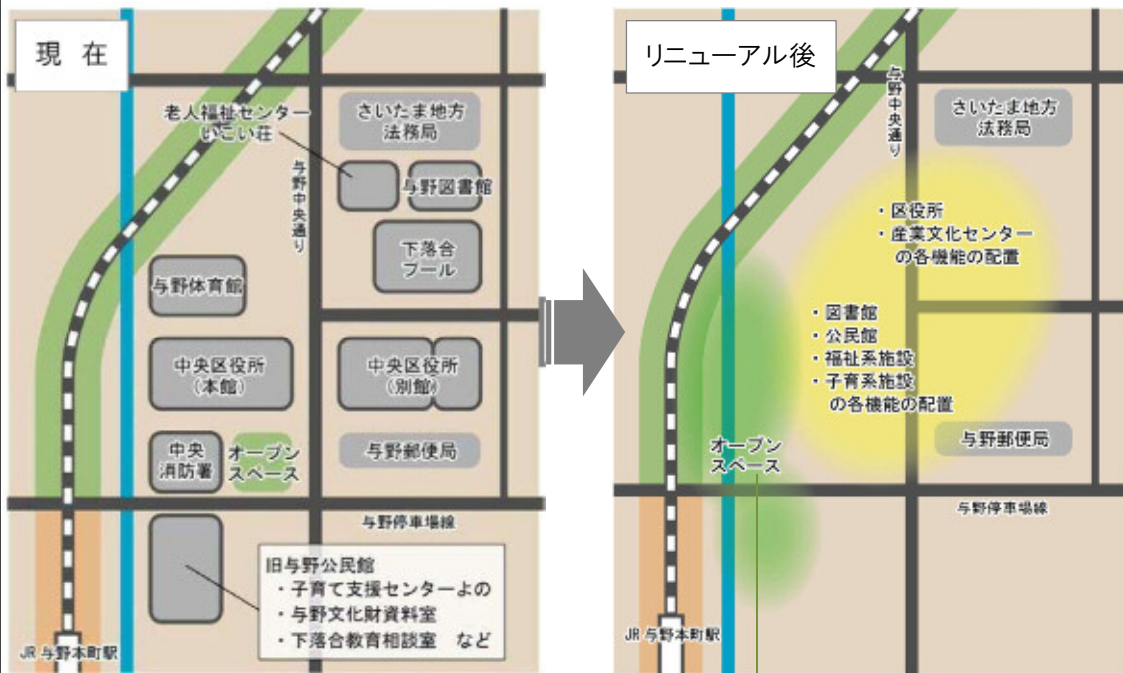 現 在
老人福祉センター
いこい荘
さいたま地方
法務局
与野中央通り
与野図書館
下落合
プール
与野体育館
中央区役所
(本館)
中央区役所
(別館)
中央
消防署
オープン
スペース
与野郵便局
与野停車場線
旧与野公民館
・子育て支援センターよの
・与野文化財資料室
・下落合教育相談室 など
JR 与野本町駅
リニューアル後
与野中央通り
さいたま地方
法務局
・区役所
・産業文化センター
の各機能の配置
・図書館
・公民館
・福祉系施設
・子育系施設
の各機能の配置
オープン
スペース
与野郵便局
与野停車場線
JR 与野本町駅